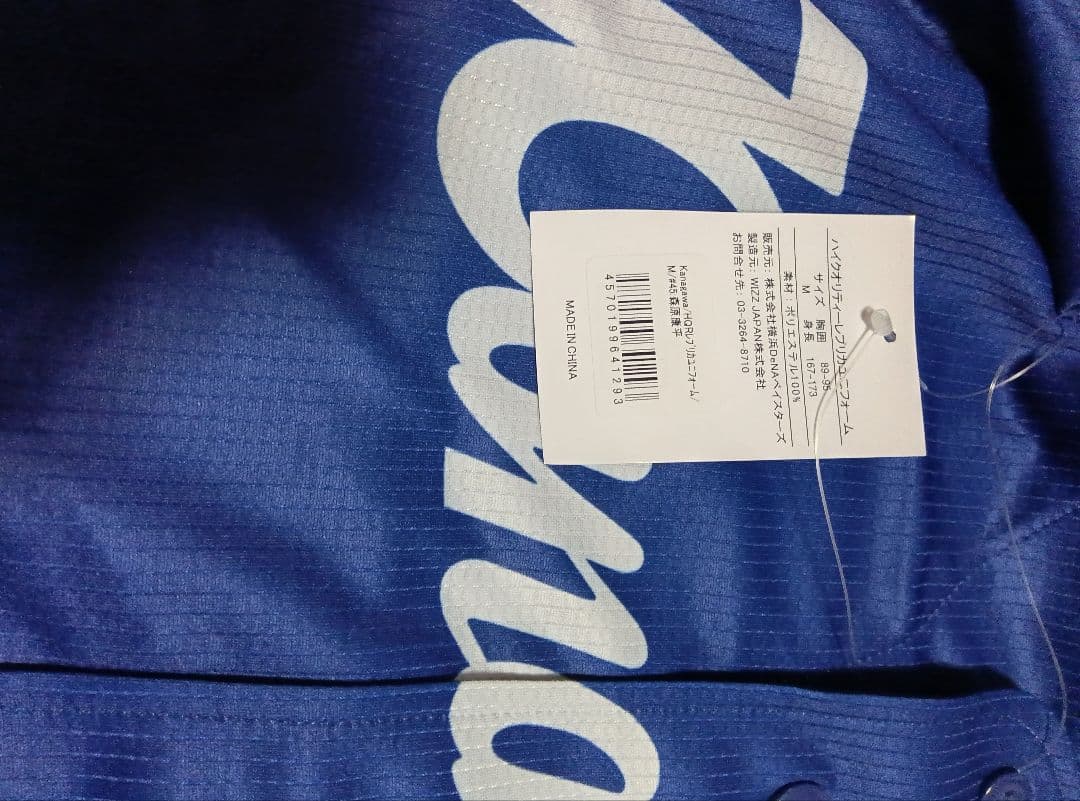 Kana
ハイクオリティーレプリカユニフォーム
サイズ 胸囲 89-95
M 身長 167-173
素材：ポリエステル100%
販売元：株式会社横浜DeNAベイスターズ
製造元：WIZZ JAPAN株式会社
お問合せ先：03-3264-8710
Kanagawa/HQRレプリカユニフォーム/
M/#45森原康平
4570199641293
MADE IN CHINA